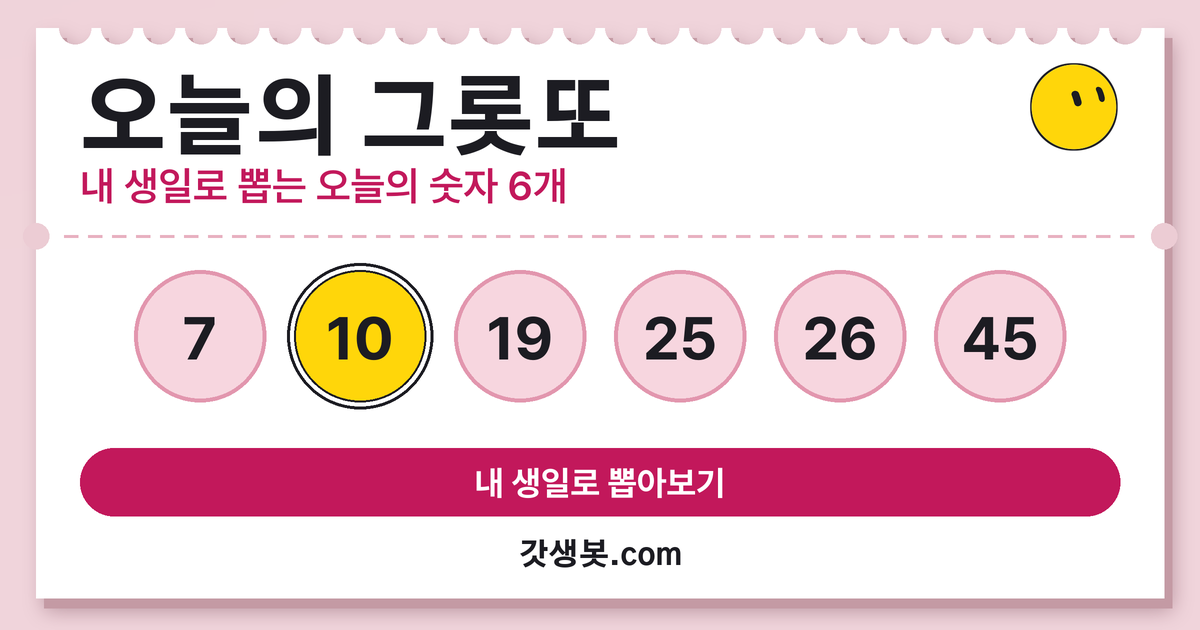 오늘의 그롯또
내 생일로 뽑는 오늘의 숫자 6개
7 10 19 25 26 45
내 생일로 뽑아보기
갓생봇.com